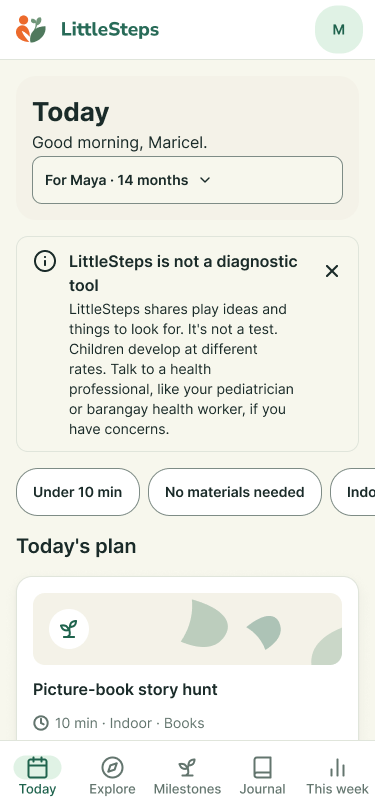 LittleSteps
M
Today
Good morning, Maricel.
For Maya · 14 months
LittleSteps is not a diagnostic
tool
LittleSteps shares play ideas and
things to look for. It's not a test.
Children develop at different
rates. Talk to a health
professional, like your pediatrician
or barangay health worker, if you
have concerns.
Under 10 min
No materials needed
Indo
Today's plan
Picture-book story hunt
10 min · Indoor · Books
Today
Explore
Milestones
Journal
This week